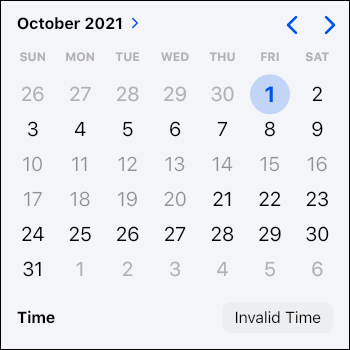 October 2021
SUN MON TUE WED THU FRI SAT
26 27 28 29 30 1 2
3 4 5 6 7 8 9
10 11 12 13 14 15 16
17 18 19 20 21 22 23
24 25 26 27 28 29 30
31 1 2 3 4 5 6
Time Invalid Time